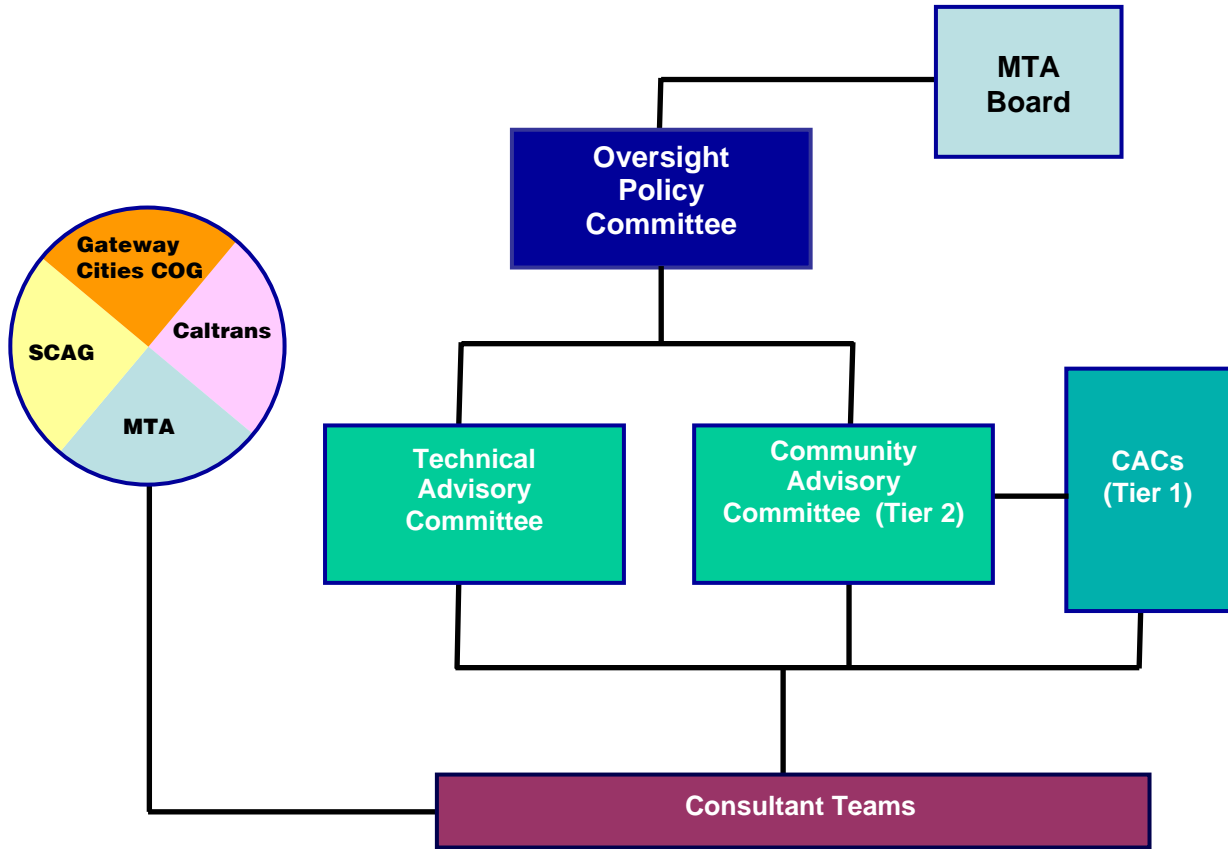 MTA
Board
Oversight
Policy
Committee
Gateway
Cities COG
Caltrans
SCAG
MTA
Technical
Advisory
Committee
Community
Advisory
Committee (Tier 2)
CACs
(Tier 1)
Consultant Teams